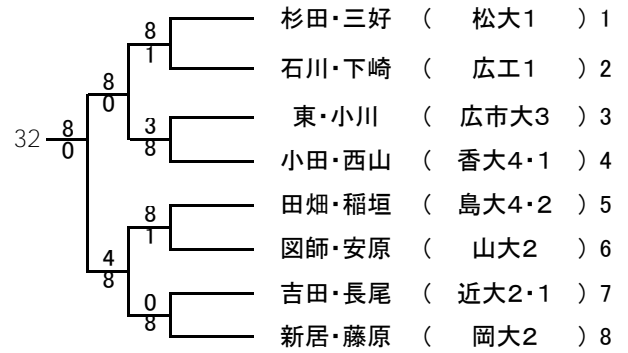 杉田・三好 （ 松大1 ） 1
8
1
石川・下崎 （ 広工1 ） 2
8
0
東・小川 （ 広市大3 ） 3
3
8
32
8
0
小田・西山 （ 香大4・1 ） 4
田畑・稲垣 （ 島大4・2 ） 5
8
1
図師・安原 （ 山大2 ） 6
4
8
吉田・長尾 （ 近大2・1 ） 7
0
8
新居・藤原 （ 岡大2 ） 8